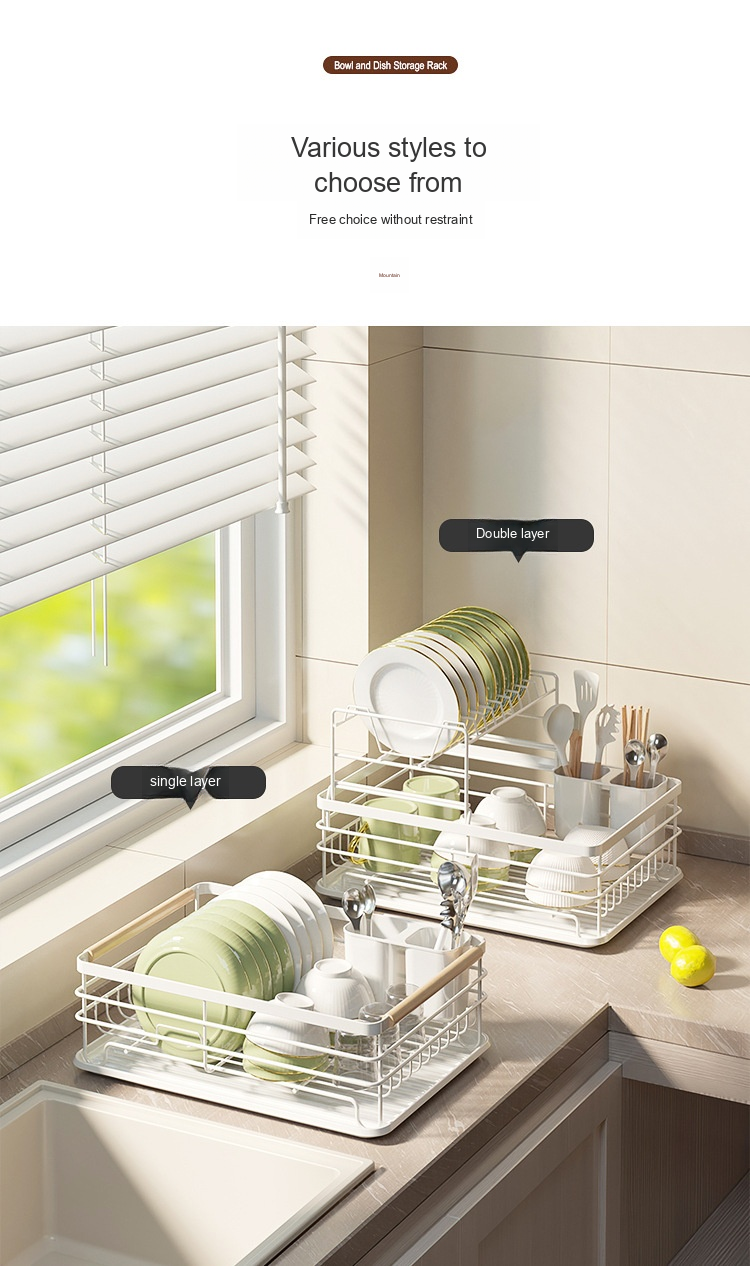 Bowl and Dish Storage Rack
Various styles to
choose from
Free choice without restraint
Mountain
Double layer
single layer